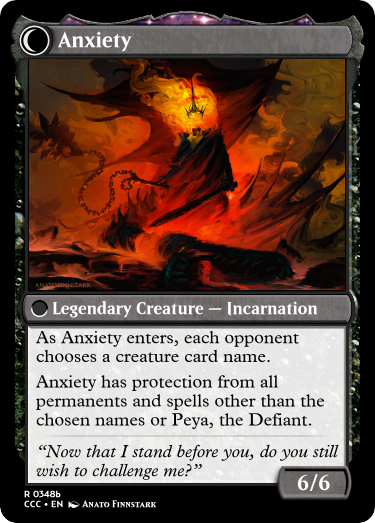 Anxiety
ANATO FINNSTARK
Legendary Creature — Incarnation
As Anxiety enters, each opponent
chooses a creature card name.
Anxiety has protection from all
permanents and spells other than the
chosen names or Peya, the Defiant.
“Now that I stand before you, do you still
wish to challenge me?”
6/6
R 0348b
CCC • EN Anato Finnstark